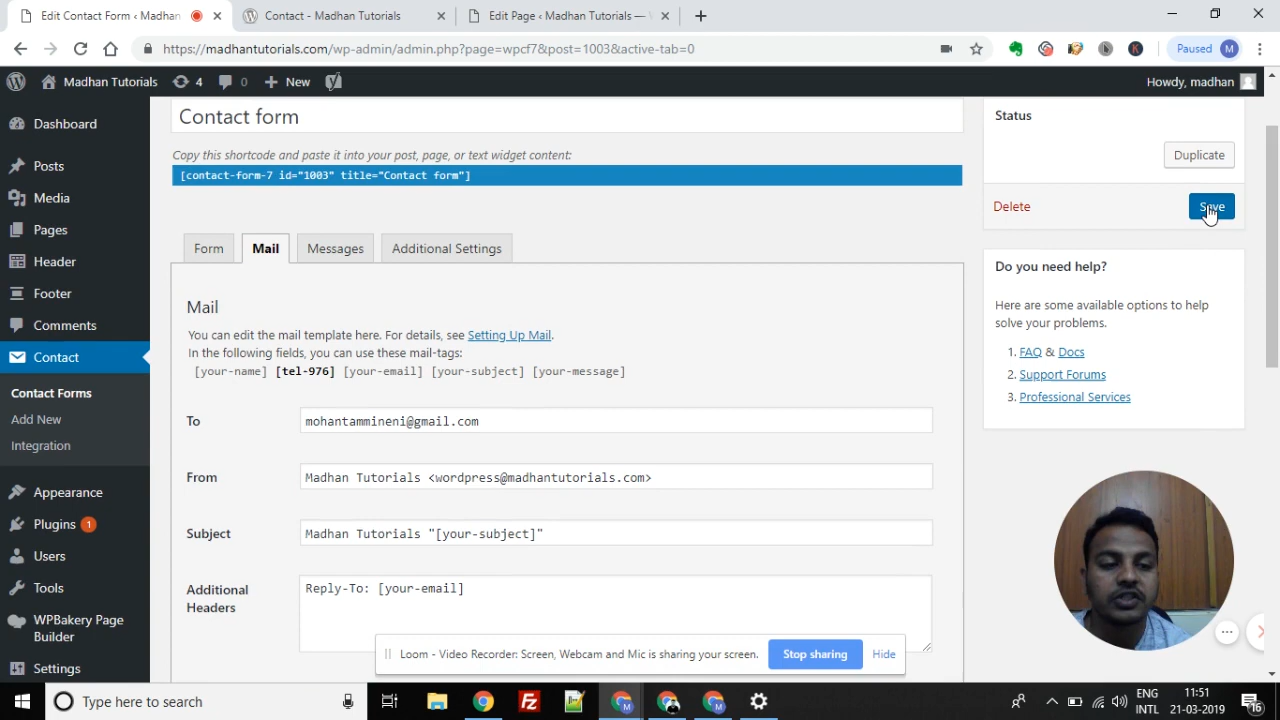 Edit Contact Form ‹ Madhan
Contact - Madhan Tutorials
Edit Page ‹ Madhan Tutorials —
https://madhantutorials.com/wp-admin/admin.php?page=wpcf7&post=1003&active-tab=0
Paused M
Madhan Tutorials 4 0 New
Howdy, madhan
Dashboard
Posts
Media
Pages
Header
Footer
Comments
Contact
Contact Forms
Add New
Integration
Appearance
Plugins 1
Users
Tools
WPBakery Page
Builder
Settings
Contact form
Copy this shortcode and paste it into your post, page, or text widget content:
[contact-form-7 id="1003" title="Contact form"]
Form Mail Messages Additional Settings
Mail
You can edit the mail template here. For details, see Setting Up Mail.
In the following fields, you can use these mail-tags:
[your-name] [tel-976] [your-email] [your-subject] [your-message]
To mohantammineni@gmail.com
From Madhan Tutorials <wordpress@madhantutorials.com>
Subject Madhan Tutorials "[your-subject]"
Additional
Headers
Reply-To: [your-email]
Status
Duplicate
Delete Save
Do you need help?
Here are some available options to help
solve your problems.
1. FAQ & Docs
2. Support Forums
3. Professional Services
Loom - Video Recorder: Screen, Webcam and Mic is sharing your screen. Stop sharing Hide
Type here to search
ENG
INTL
11:51
21-03-2019
16